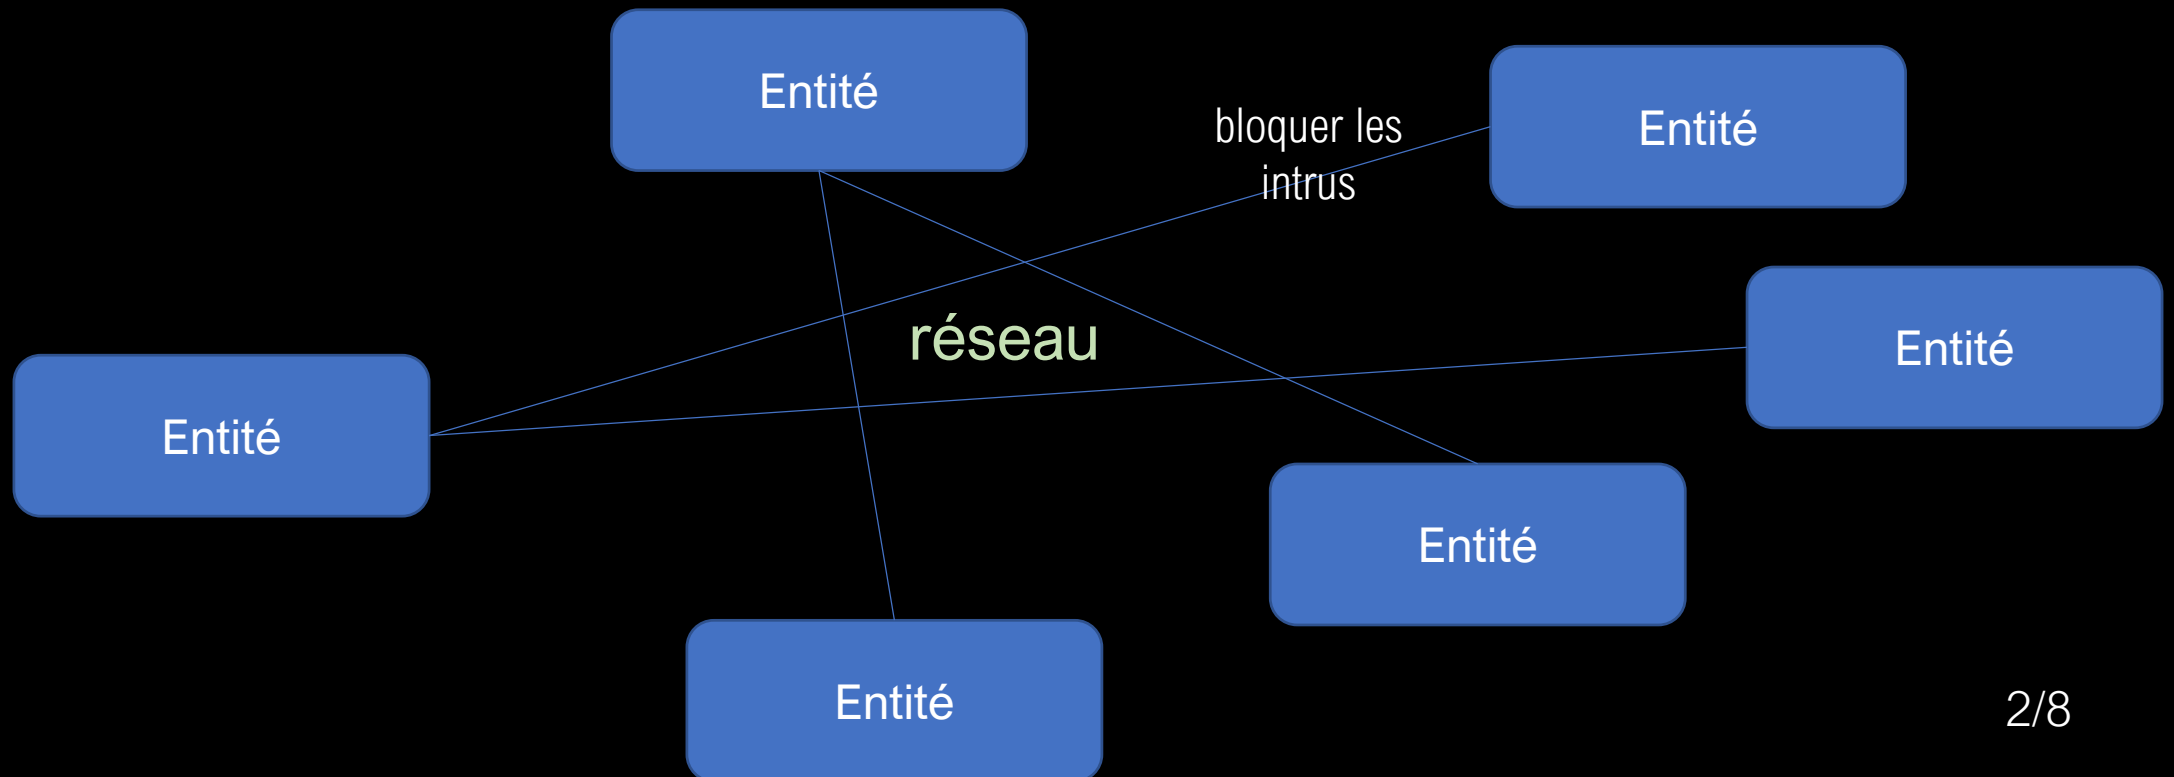 Entité
bloquer les
intrus
Entité
réseau
Entité
Entité
Entité
Entité
2/8